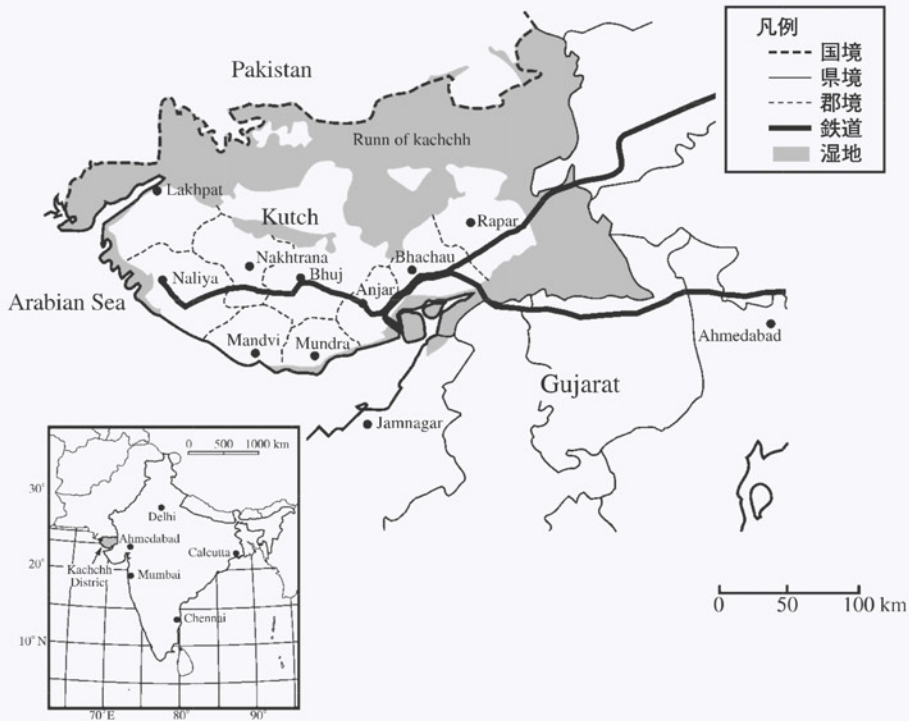 凡例
国境
県境
郡境
鉄道
湿地
Pakistan
Runn of kachchh
Lakhpat
Kutch
Rapar
Nakhtrana
Bhachau
Naliya
Bhuj
Anjari
Arabian Sea
Mandvi
Mundra
Ahmedabad
Gujarat
Jamnagar
0 500 1000 km
30°
Delhi
Ahmedabad
Calcutta
Kachchh
District
20°
Mumbai
Chennai
10°N
70°E 80° 90°
0 50 100 km